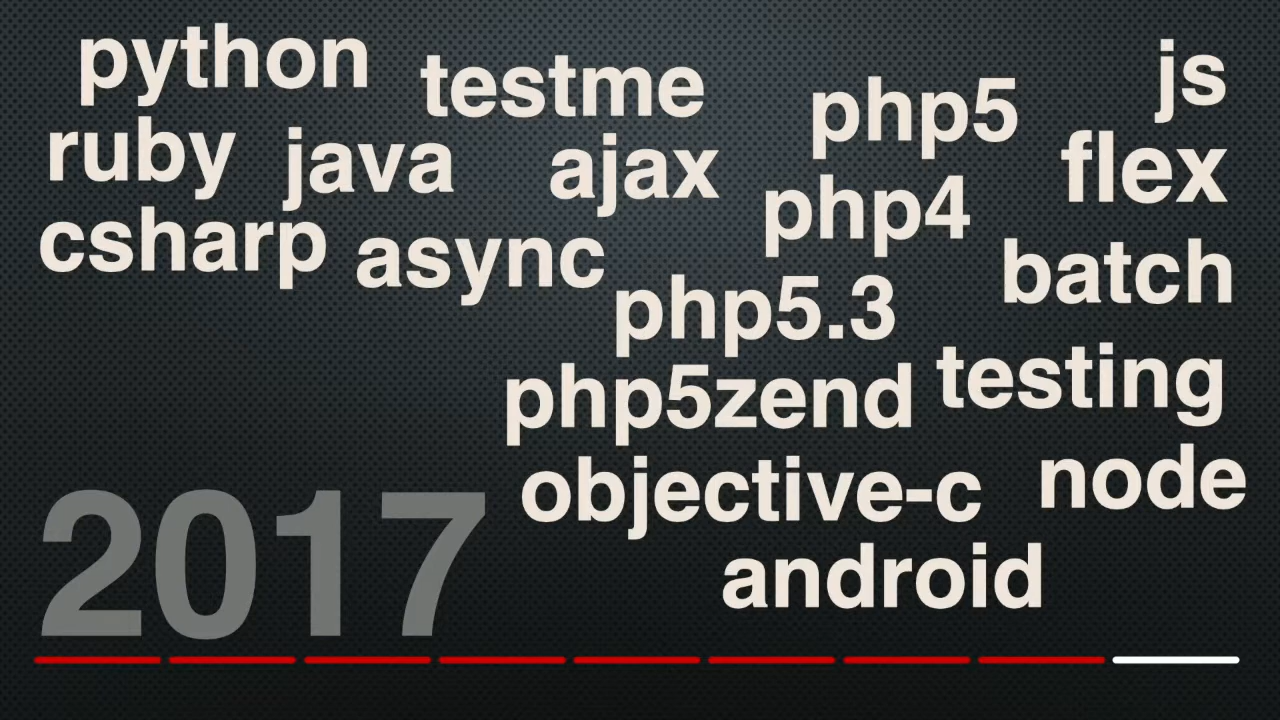 python testme php5 js
ruby java ajax php4 flex
csharp async php5.3 batch
php5zend testing
2017 objective-c node
android